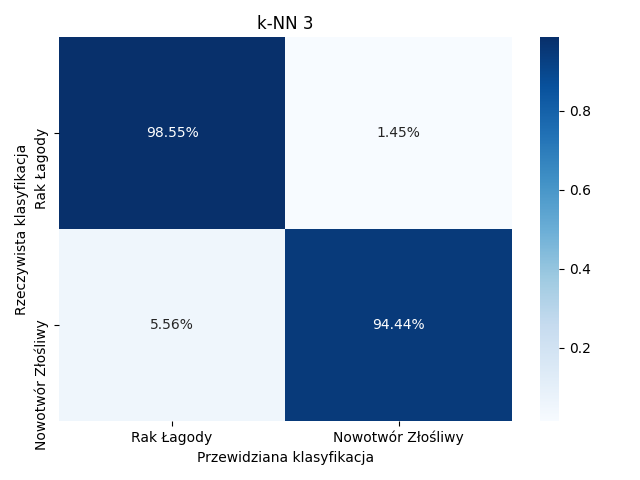 k-NN 3
Rzeczywista klasyfikacja
Rak Łagody
98.55%
1.45%
0.8
0.6
0.4
0.2
Nowotwór Złośliwy
5.56%
94.44%
Rak Łagody
Nowotwór Złośliwy
Przewidziana klasyfikacja